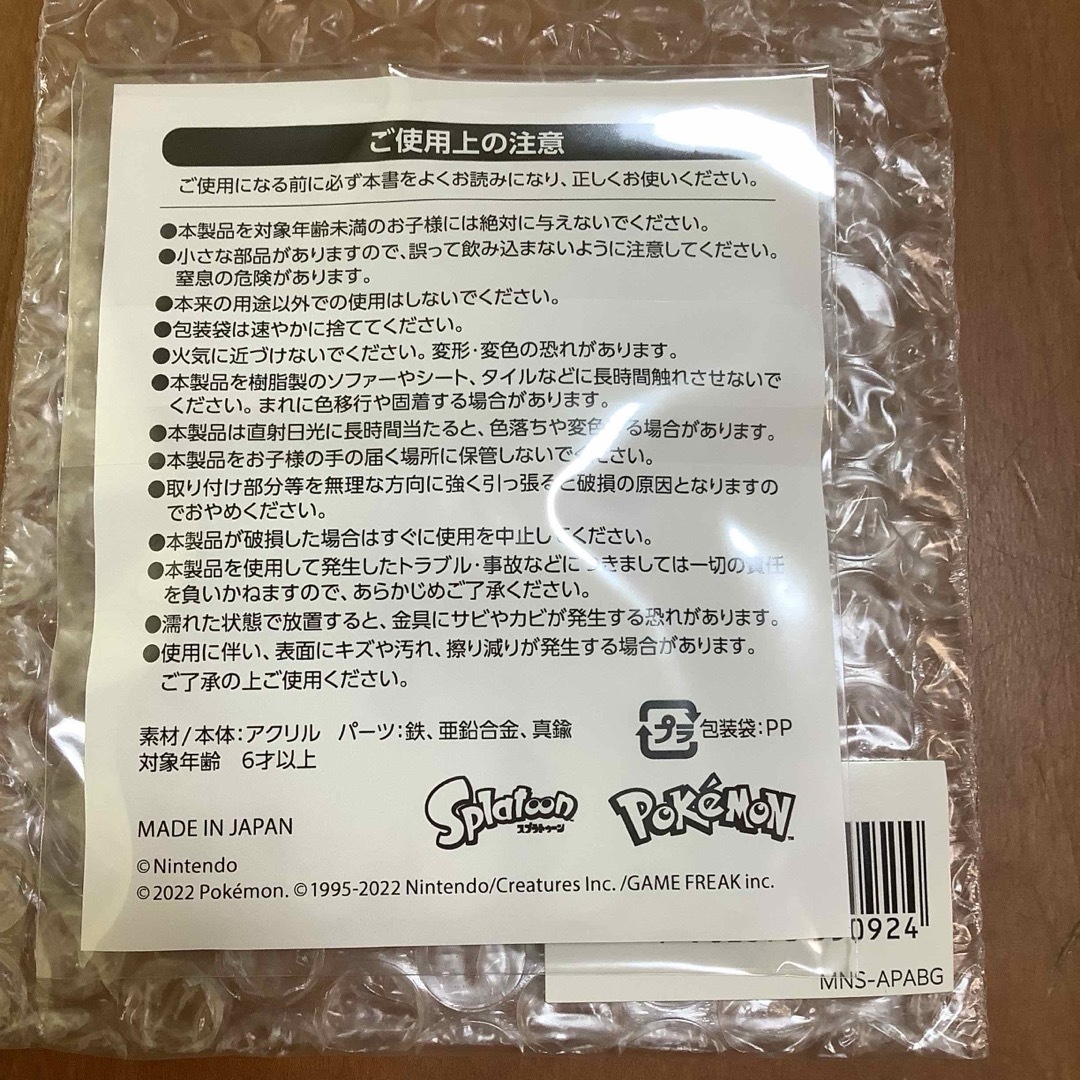 ご使用上の注意
ご使用になる前に必ず本書をよくお読みになり、正しくお使いください。
●本製品を対象年齢未満のお子様には絶対に与えないでください。
●小さな部品がありますので、誤って飲み込まないように注意してください。
窒息の危険があります。
●本来の用途以外での使用はしないでください。
●包装袋は速やかに捨ててください。
●火気に近づけないでください。変形・変色の恐れがあります。
●本製品を樹脂製のソファーやシート、タイルなどに長時間触れさせないで
ください。まれに色移行や固着する場合があります。
●本製品は直射日光に長時間当たると、色落ちや変色する場合があります。
●本製品をお子様の手の届く場所に保管しないでください。
●取り付け部分等を無理な方向に強く引っ張ると破損の原因となりますの
でおやめください。
●本製品が破損した場合はすぐに使用を中止してください。
●本製品を使用して発生したトラブル・事故などにつきましては一切の責任
を負いかねますので、あらかじめご了承ください。
●濡れた状態で放置すると、金具にサビやカビが発生する恐れがあります。
●使用に伴い、表面にキズや汚れ、擦り減りが発生する場合があります。
ご了承の上ご使用ください。
素材/本体:アクリル パーツ:鉄、亜鉛合金、真鍮
プラ 包装袋:PP
対象年齢 6才以上
Splatoon
スプラトゥーン
POKéMON™
MADE IN JAPAN
©Nintendo
©2022 Pokémon. ©1995-2022 Nintendo/Creatures Inc. /GAME FREAK inc.
0924
MNS-APABG